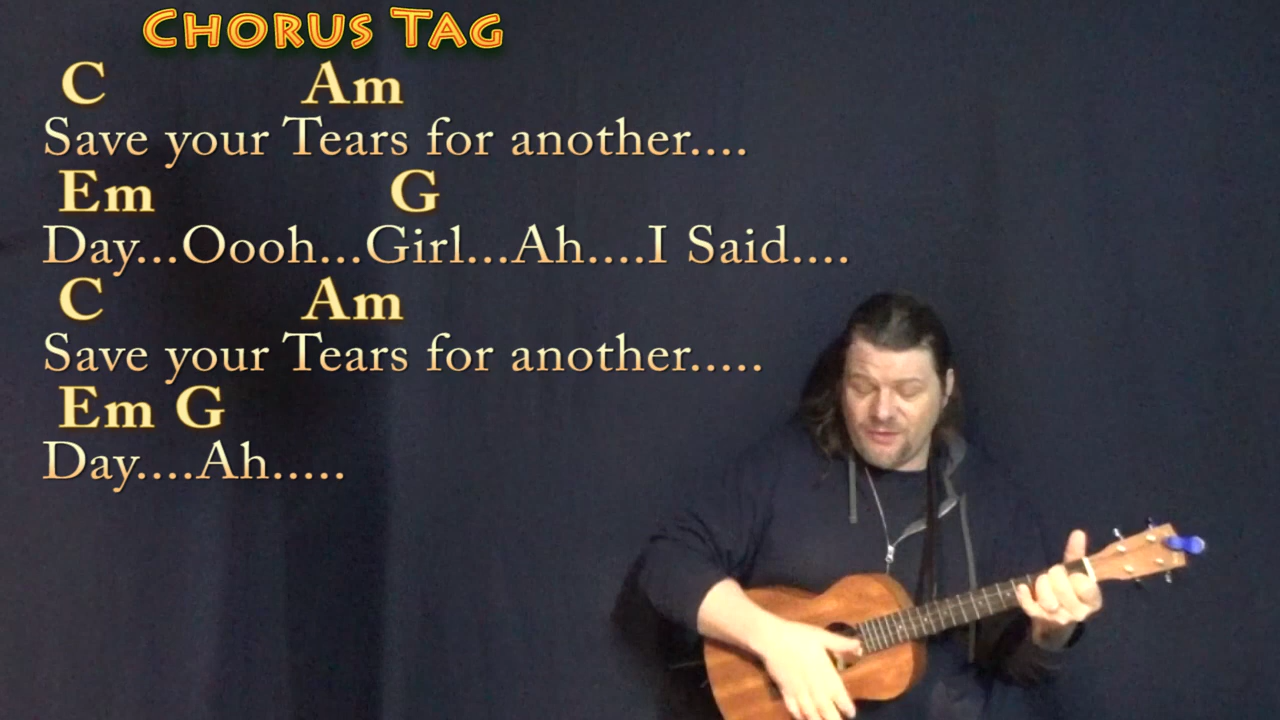 CHORUS TAG
C Am
Save your Tears for another....
Em G
Day...Oooh...Girl...Ah....I Said....
C Am
Save your Tears for another.....
Em G
Day....Ah.....